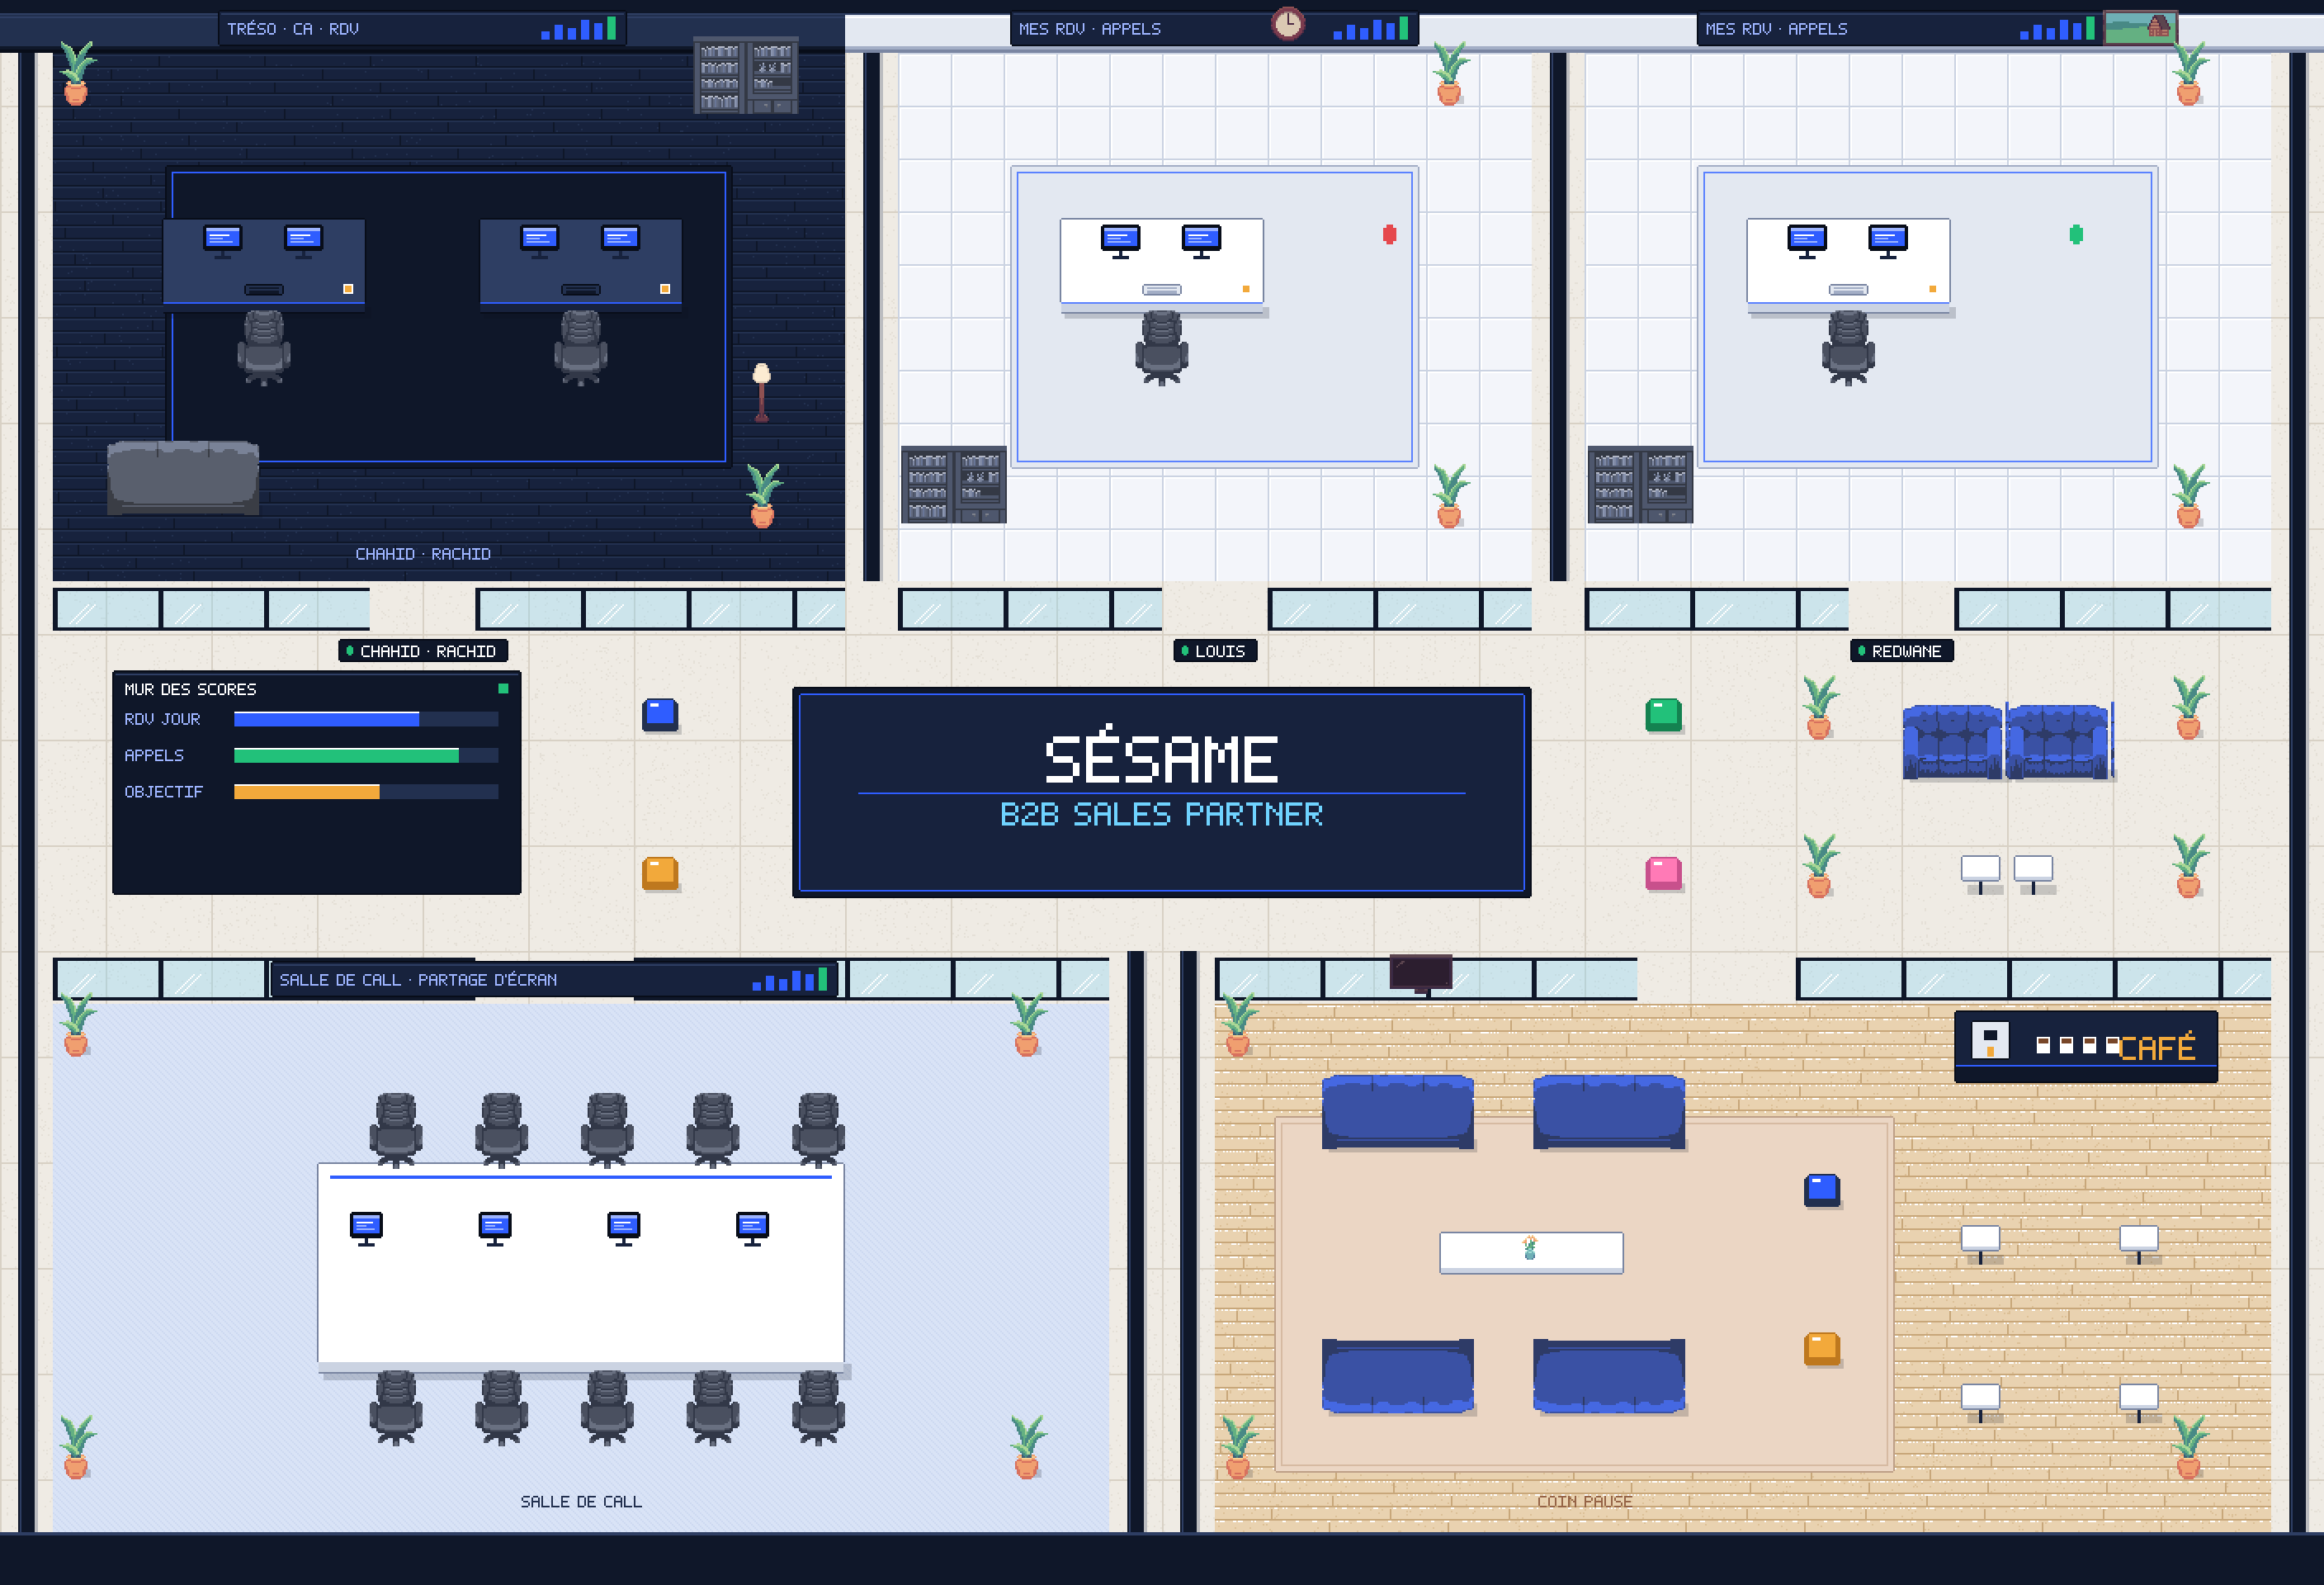 TRÉSO · CA · RDV
MES RDV · APPELS
MES RDV · APPELS
CHAHID · RACHID
CHAHID · RACHID
LOUIS
REDWANE
MUR DES SCORES
RDV JOUR
APPELS
OBJECTIF
SÉSAME
B2B SALES PARTNER
SALLE DE CALL · PARTAGE D'ÉCRAN
CAFÉ
SALLE DE CALL
COIN PAUSE